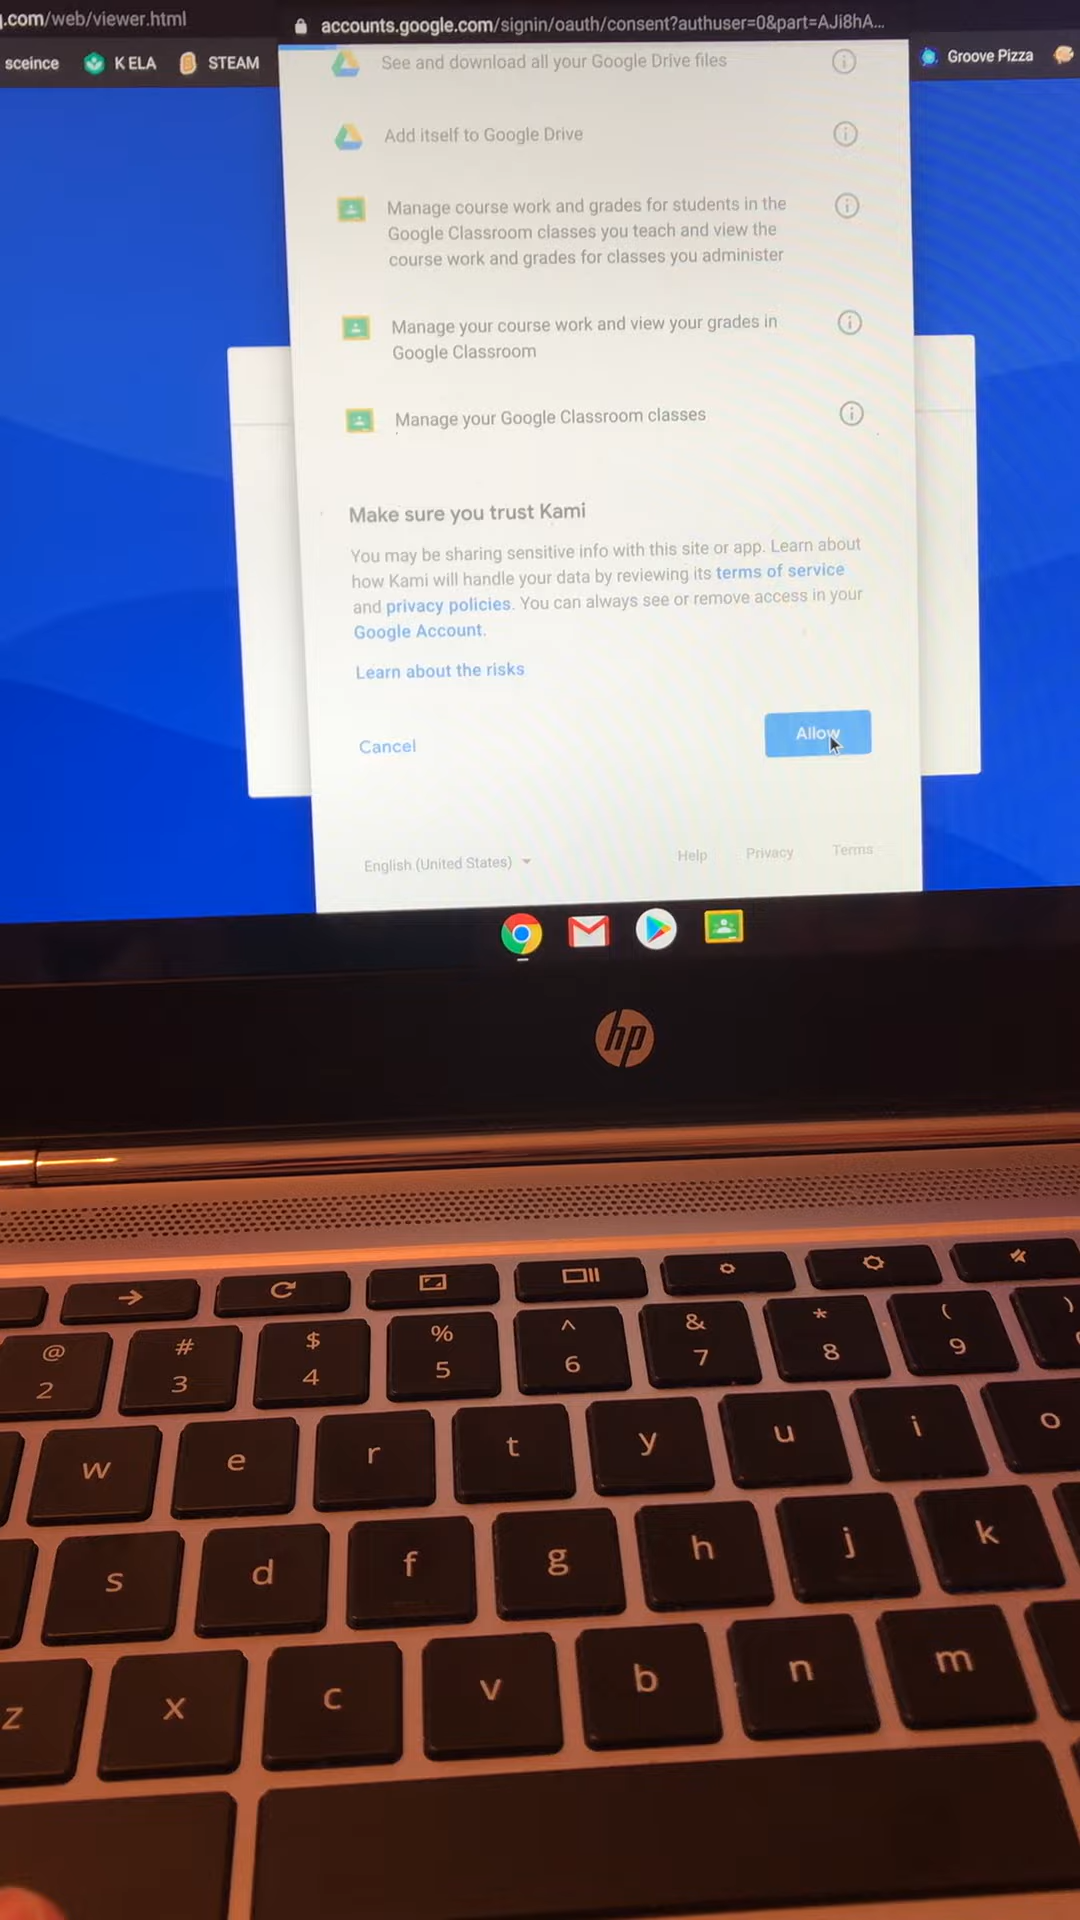 q.com/web/viewer.html
accounts.google.com/signin/oauth/consent?authuser=0&part=AJi8hA...
sceince
K ELA
STEAM
Groove Pizza
See and download all your Google Drive files
Add itself to Google Drive
Manage course work and grades for students in the
Google Classroom classes you teach and view the
course work and grades for classes you administer
Manage your course work and view your grades in
Google Classroom
Manage your Google Classroom classes
Make sure you trust Kami
You may be sharing sensitive info with this site or app. Learn about
how Kami will handle your data by reviewing its terms of service
and privacy policies. You can always see or remove access in your
Google Account.
Learn about the risks
Cancel
Allow
English (United States)
Help
Privacy
Terms
hp
@ # $ % ^ & * ( )
2 3 4 5 6 7 8 9
w e r t y u i o
s d f g h j k
z x c v b n m